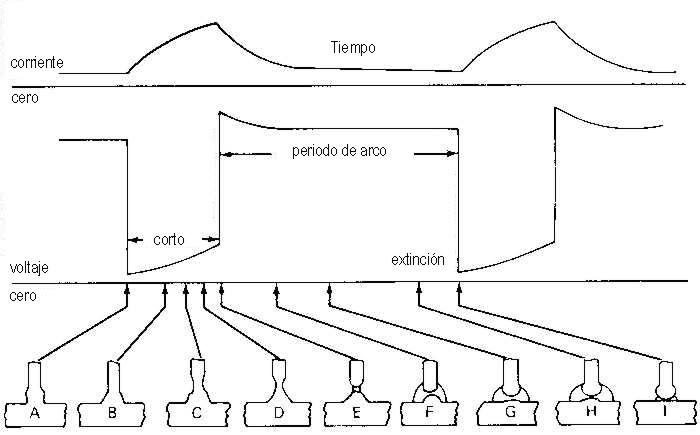 Tiempo
corriente
cero
periodo de arco
corto
voltaje
extinción
cero
A B C D E F G H I